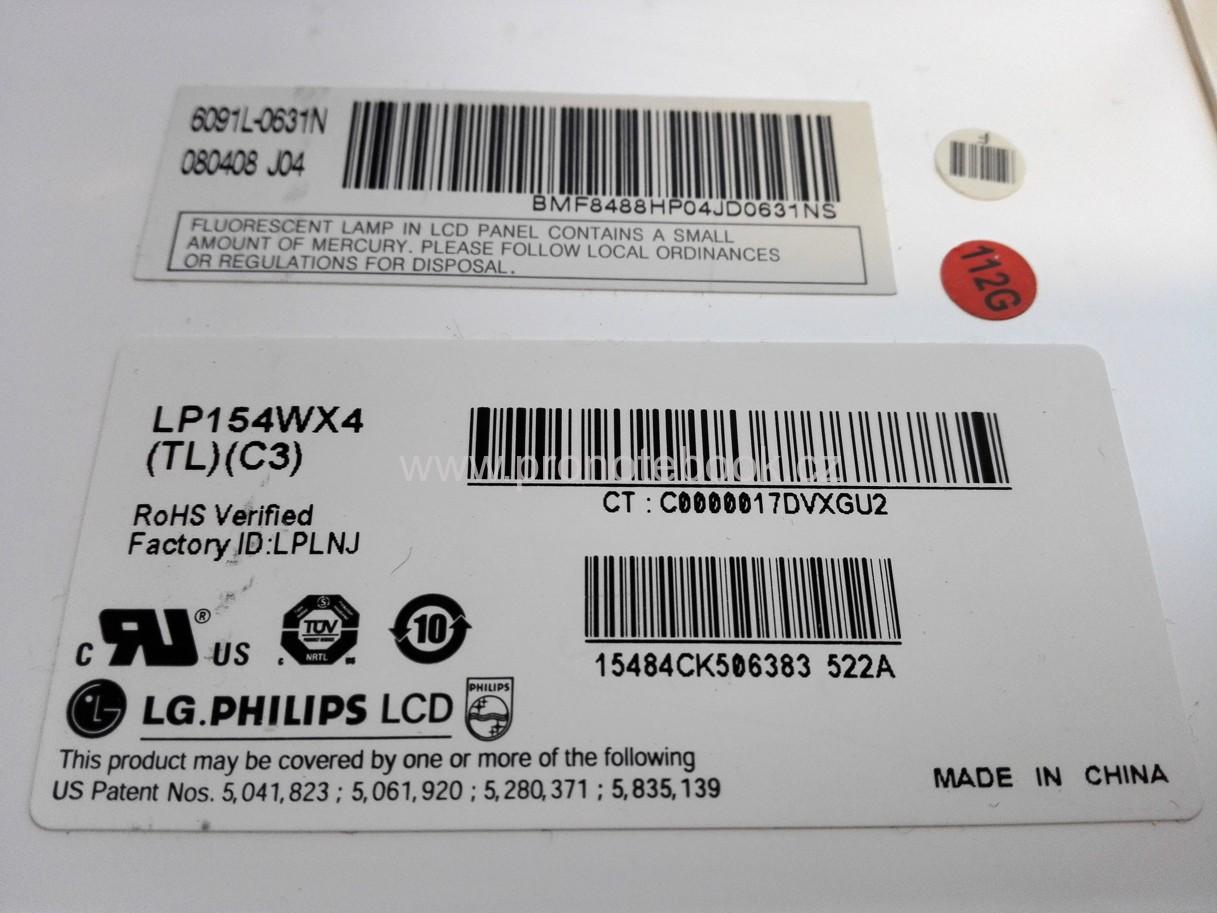 6091L-0631N
080408 J04
BMF8488HP04JD0631NS
FLUORESCENT LAMP IN LCD PANEL CONTAINS A SMALL
AMOUNT OF MERCURY. PLEASE FOLLOW LOCAL ORDINANCES
OR REGULATIONS FOR DISPOSAL.
F
112G
LP154WX4
(TL)(C3)
www.pronotebook.cz
CT : C0000017DVXGU2
RoHS Verified
Factory ID:LPLNJ
15484CK506383 522A
C RU ® US
TÜV
NRTL
10
LG.PHILIPS LCD
PHILIPS
This product may be covered by one or more of the following
US Patent Nos. 5,041,823 ; 5,061,920 ; 5,280,371 ; 5,835,139
MADE IN CHINA